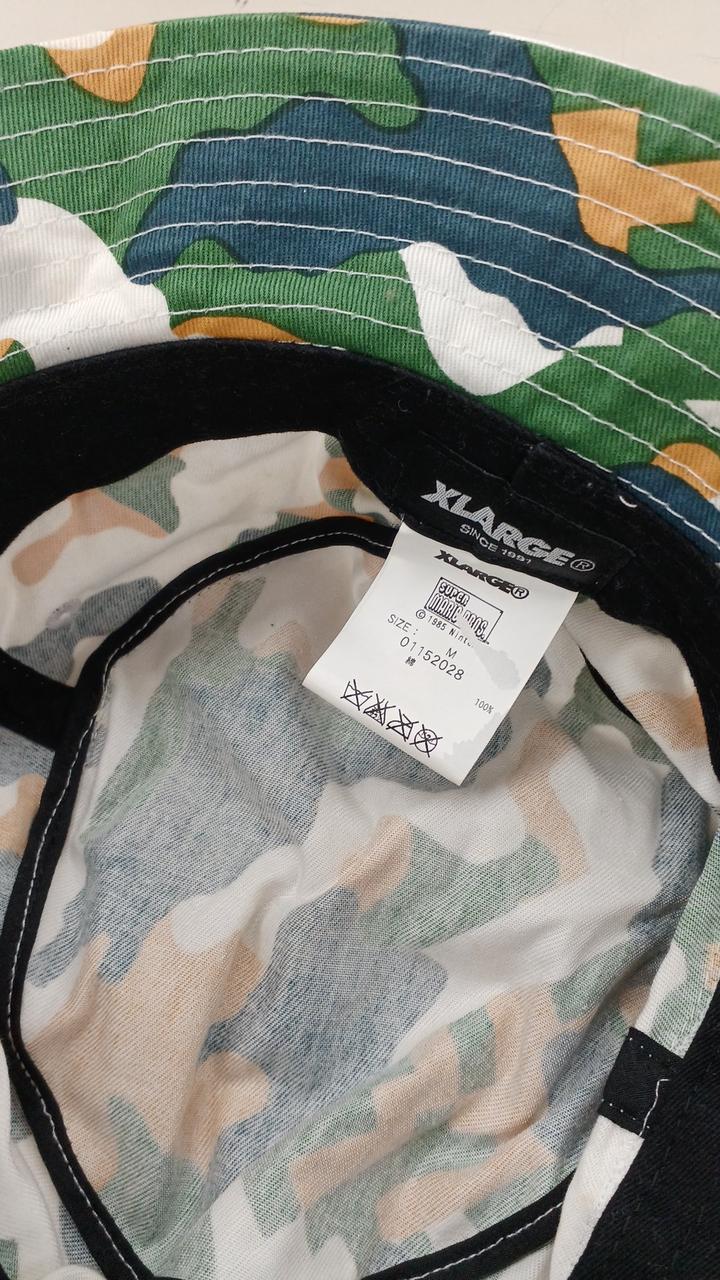 XLARGE®
SINCE 1991
XLARGE®
SUPER
MARIO BROS.
© 1985
SIZE : M
01152028
綿 100%